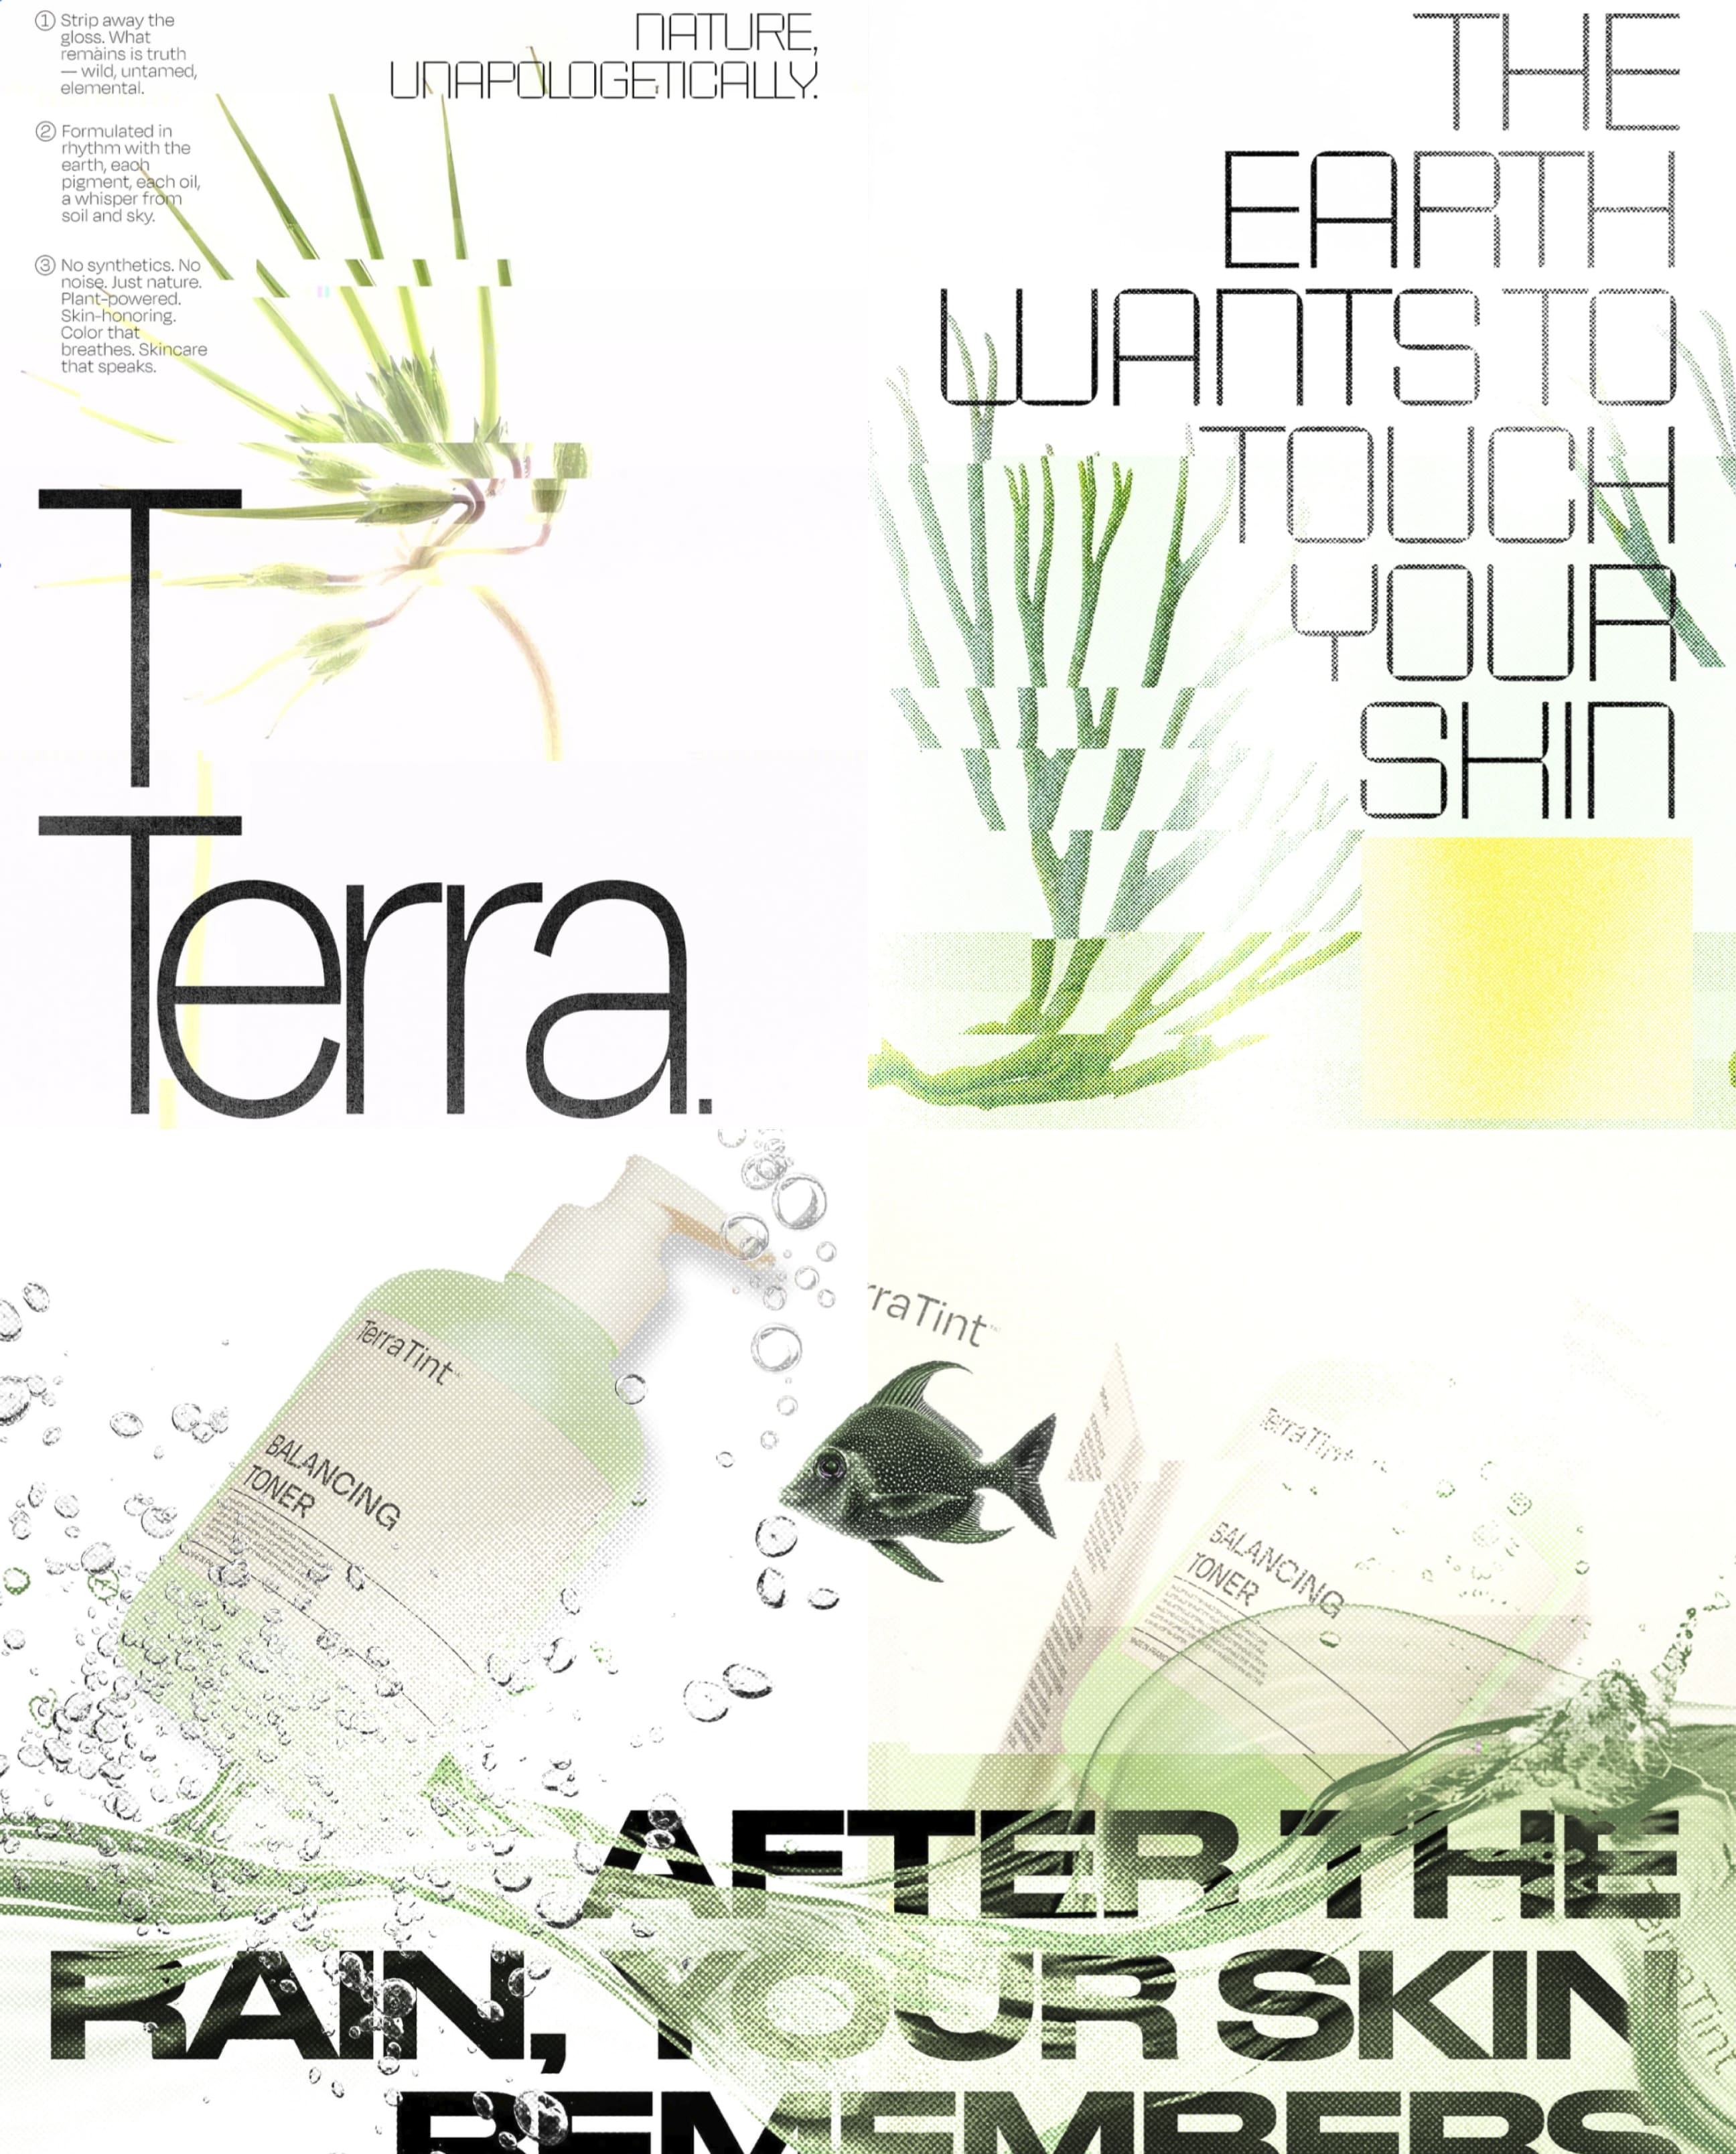 ① Strip away the
gloss. What
remains is truth
— wild, untamed,
elemental.
② Formulated in
rhythm with the
earth, each
pigment, each oil,
a whisper from
soil and sky.
③ No synthetics. No
noise. Just nature.
Plant-powered.
Skin-honoring.
Color that
breathes. Skincare
that speaks.
NATURE,
UNAPOLOGETICALLY.
T
Terra.
THE
EARTH
WANTS TO
TOUCH
YOUR
SKIN
TerraTint
BALANCING
TONER
rraTint
TerraTint
BALANCING
TONER
AFTER THE
RAIN, YOUR SKIN
REMEMBERS